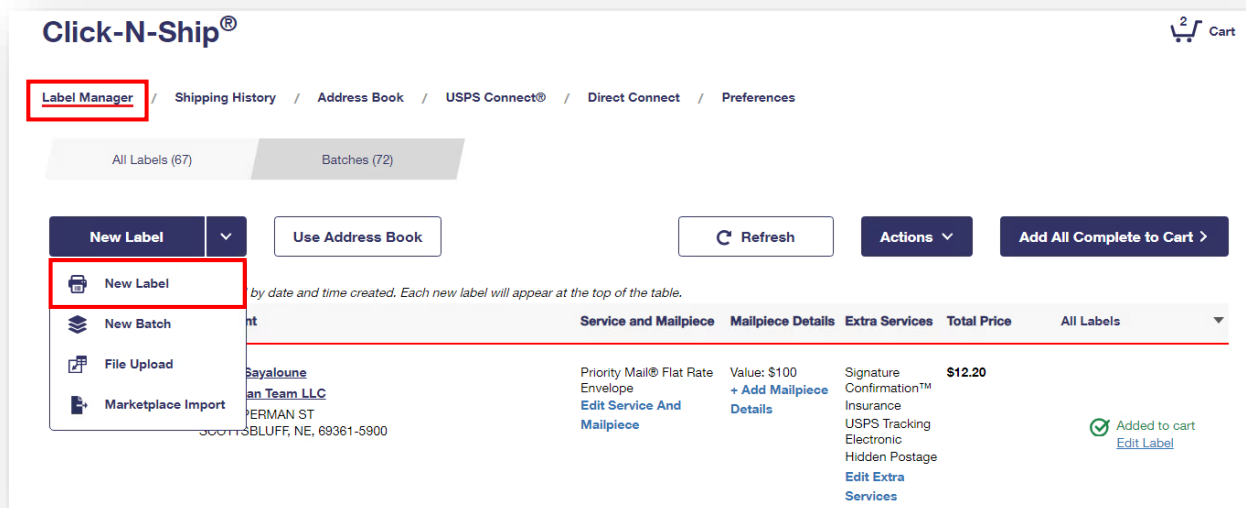 Click-N-Ship®
2
Cart
Label Manager / Shipping History / Address Book / USPS Connect® / Direct Connect / Preferences
All Labels (67)
Batches (72)
New Label
Use Address Book
Refresh
Actions
Add All Complete to Cart >
New Label
New Batch
File Upload
Marketplace Import
by date and time created. Each new label will appear at the top of the table.
Service and Mailpiece
Mailpiece Details
Extra Services
Total Price
All Labels
Sayaloune
Team LLC
ST
SCOTTSBLUFF, NE, 69361-5900
Priority Mail® Flat Rate
Envelope
Edit Service And
Mailpiece
Value: $100
+ Add Mailpiece
Details
Signature
Confirmation™
Insurance
USPS Tracking
Electronic
Hidden Postage
Edit Extra
Services
$12.20
Added to cart
Edit Label